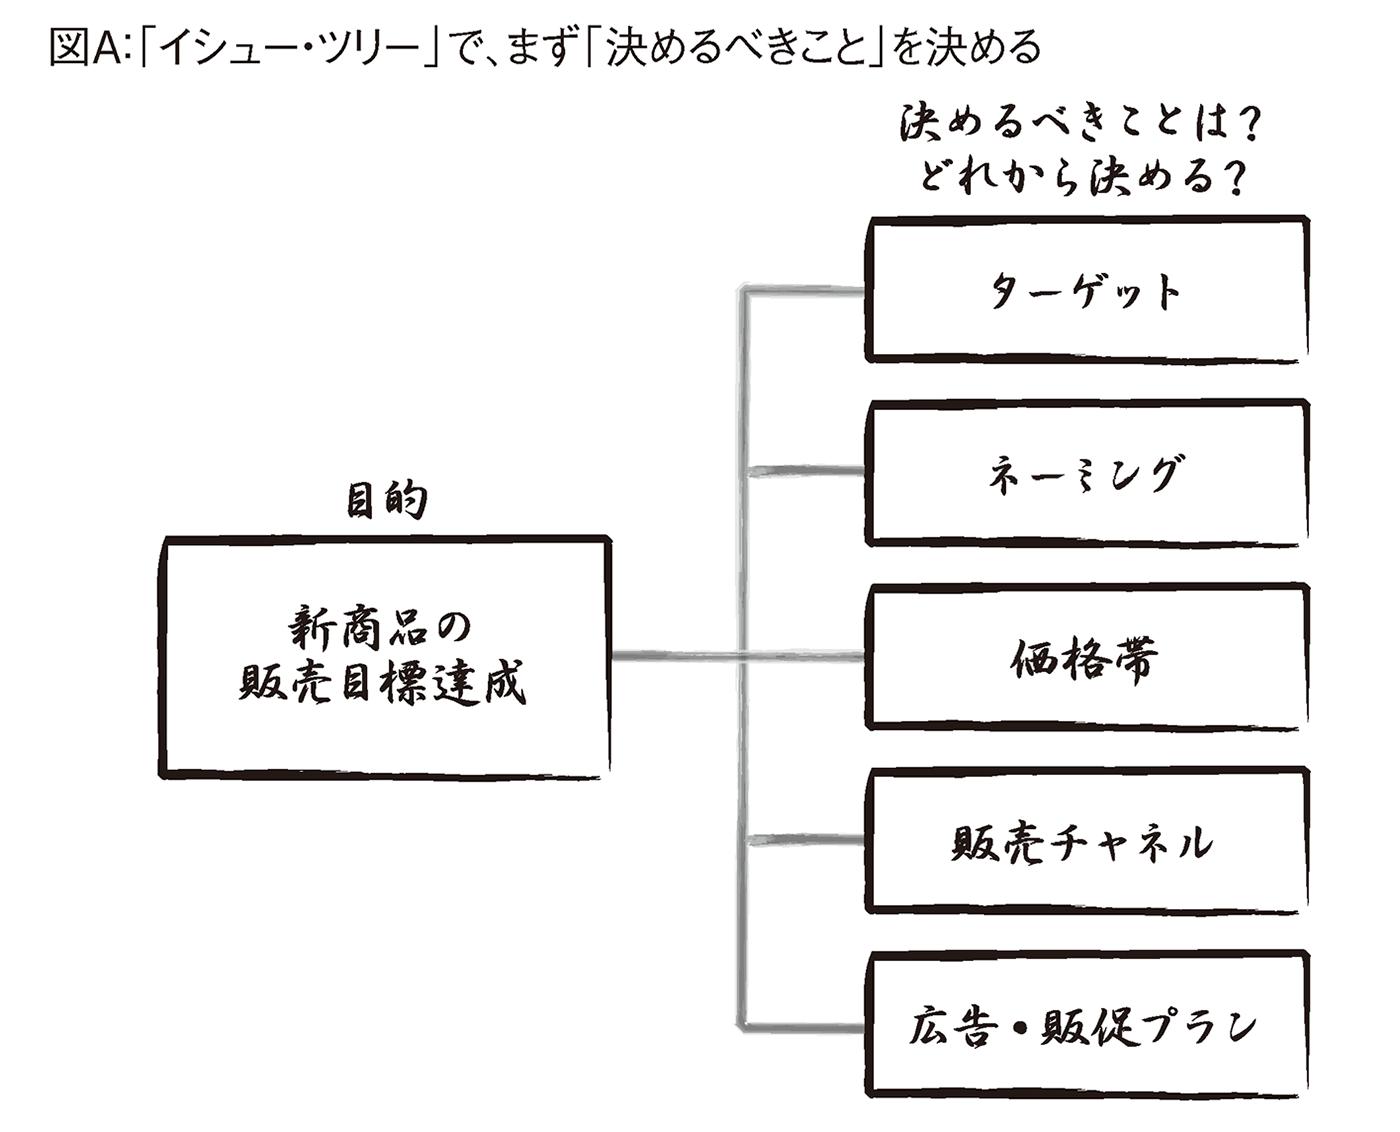 図A:「イシュー・ツリー」で、まず「決めるべきこと」を決める
決めるべきことは？
どれから決める？
ターゲット
ネーミング
目的
新商品の
販売目標達成
価格帯
販売チャネル
広告・販促プラン